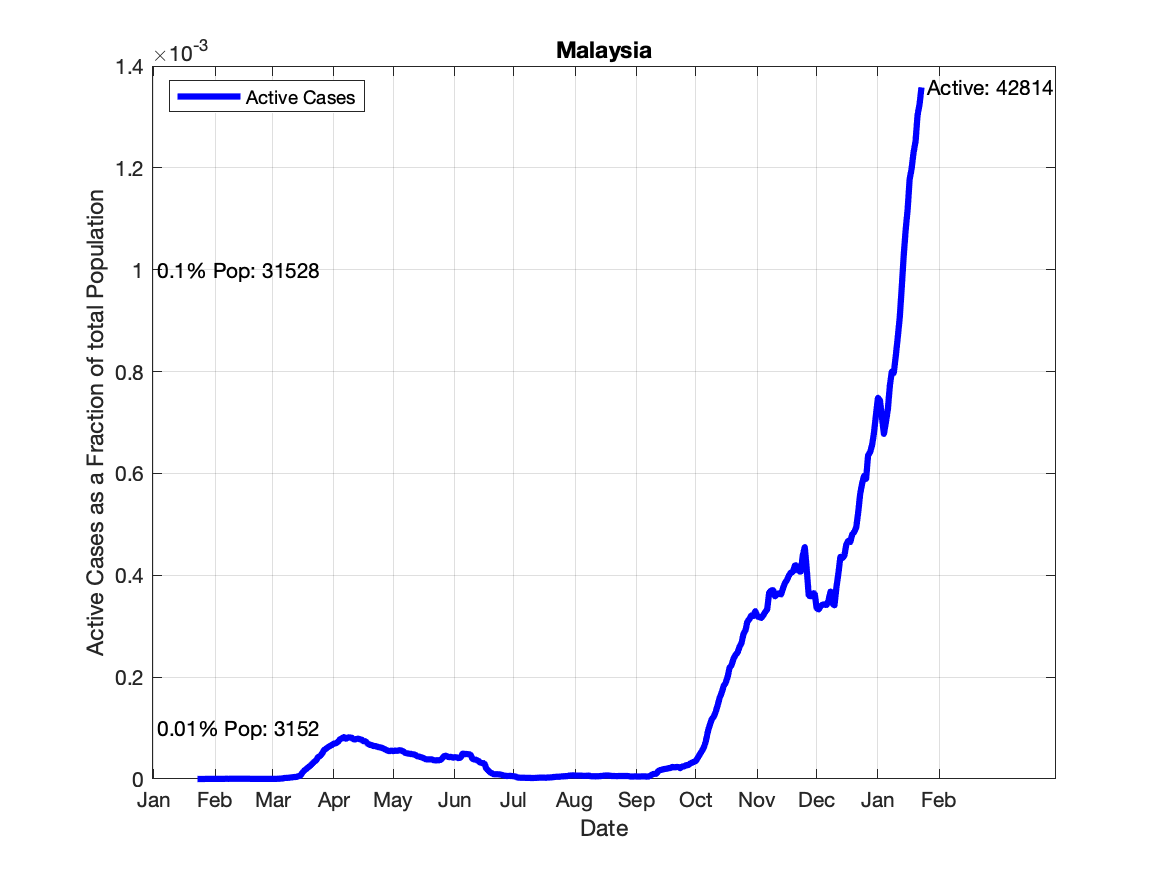 Malaysia
×10-3
1.4
1.2
1
0.8
0.6
0.4
0.2
0
Active Cases
Active: 42814
0.1% Pop: 31528
0.01% Pop: 3152
Active Cases as a Fraction of total Population
Jan Feb Mar Apr May Jun Jul Aug Sep Oct Nov Dec Jan Feb
Date